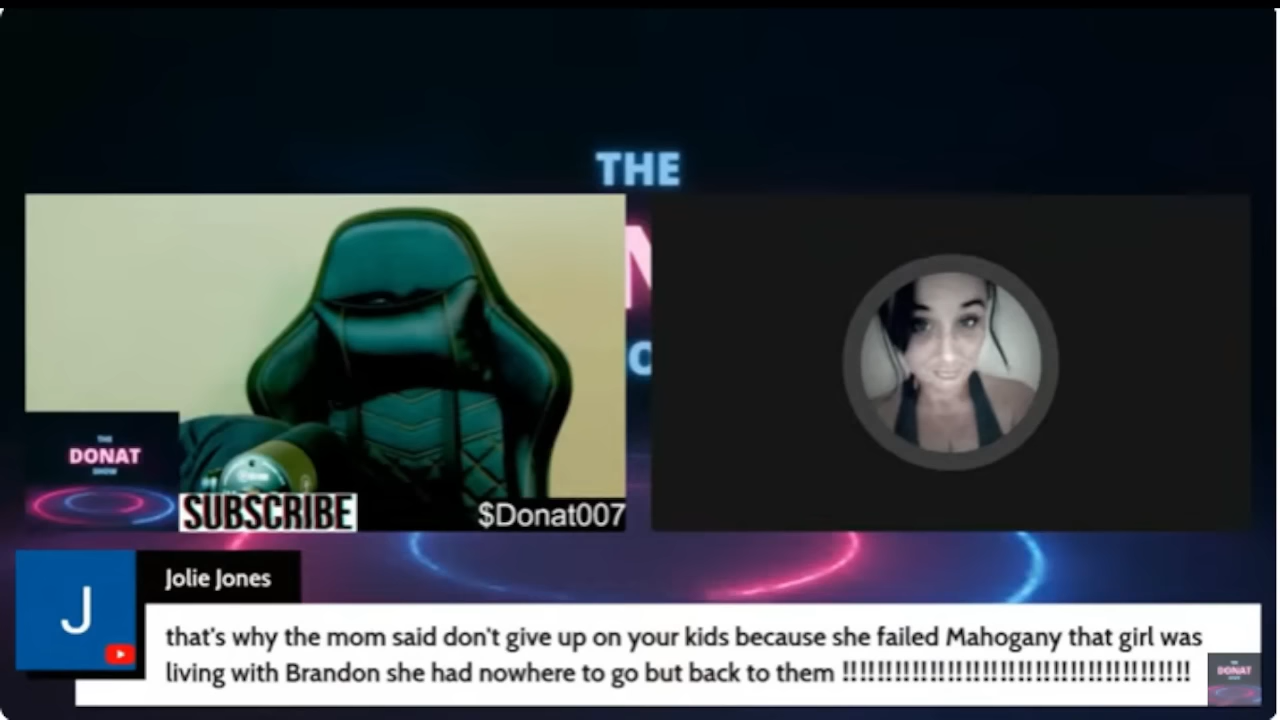 THE
N
O
THE
DONAT
SHOW
SUBSCRIBE
$Donat007
J
Jolie Jones
that's why the mom said don't give up on your kids because she failed Mahogany that girl was
living with Brandon she had nowhere to go but back to them !!!!!!!!!!!!!!!!!!!!!!!!!!!!!!!!!!!!!!!!
THE
DONAT